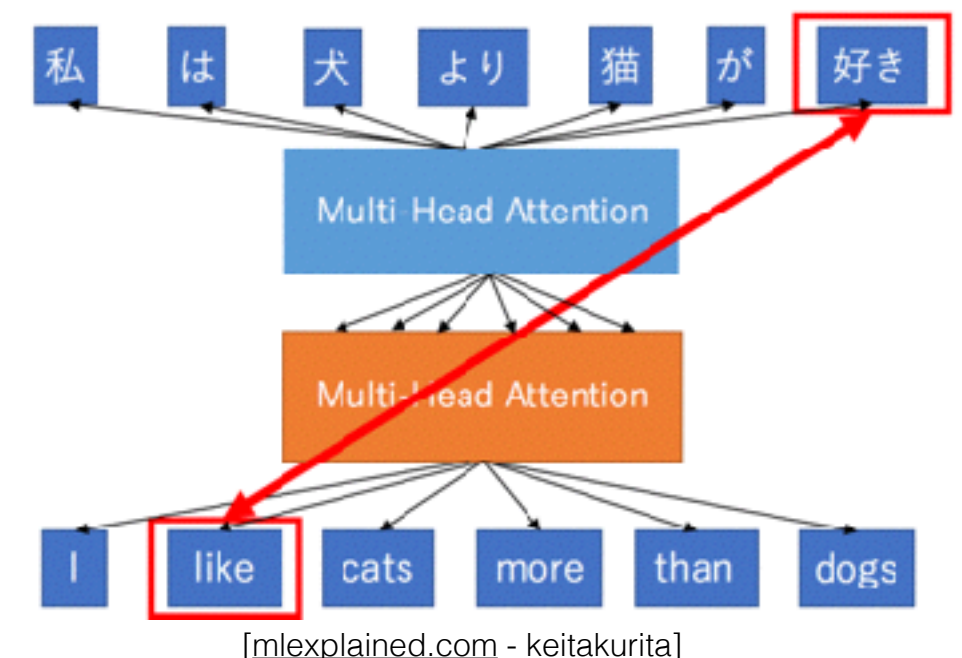 私 は 犬 より 猫 が 好き
Multi-Head Attention
Multi-Head Attention
I like cats more than dogs
[mlexplained.com - keitakurita]